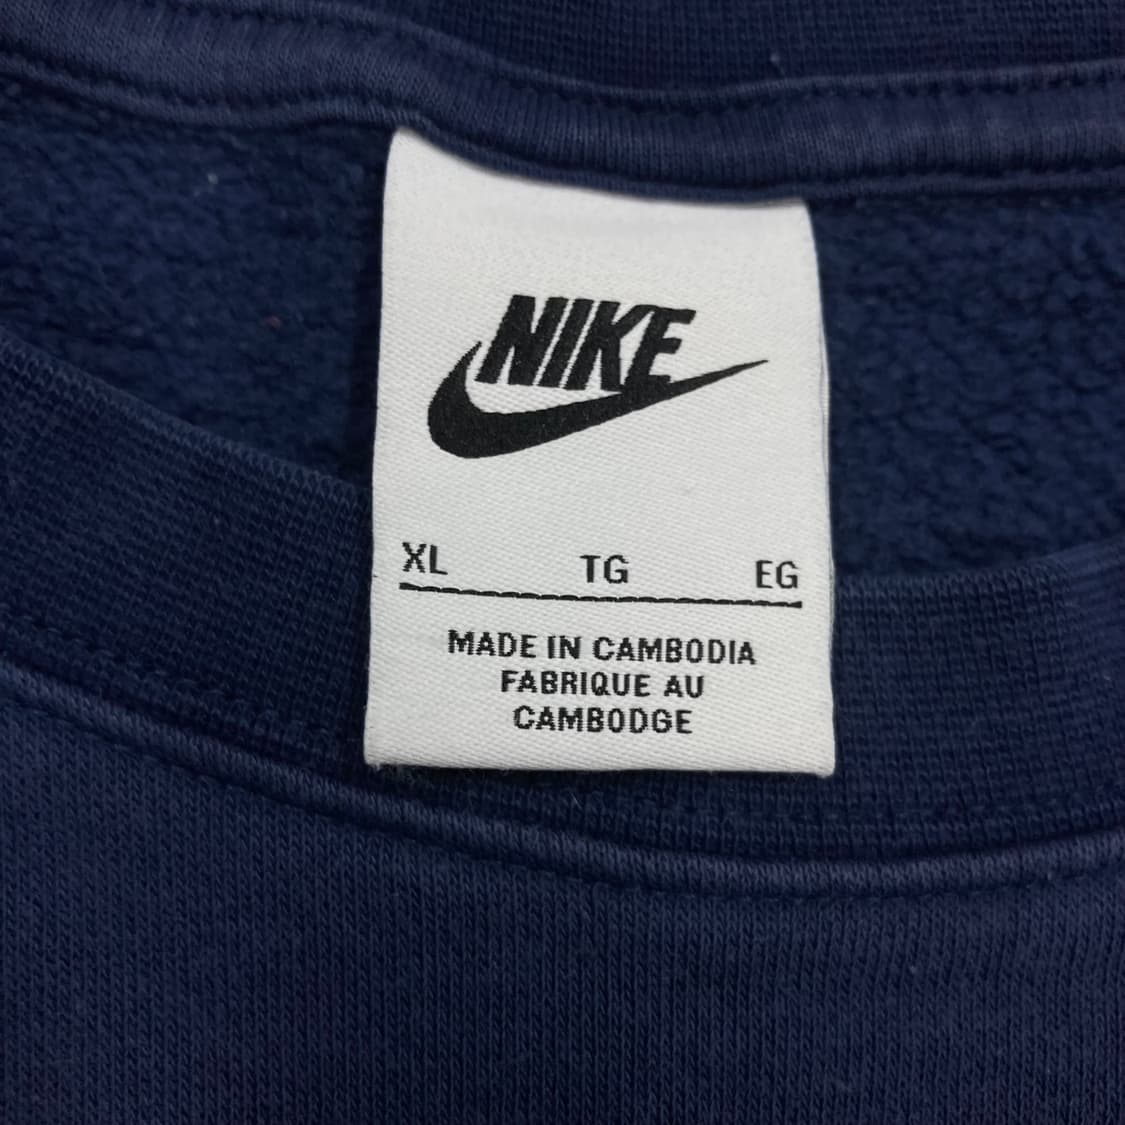 NIKE
XL TG EG
MADE IN CAMBODIA
FABRIQUE AU
CAMBODGE